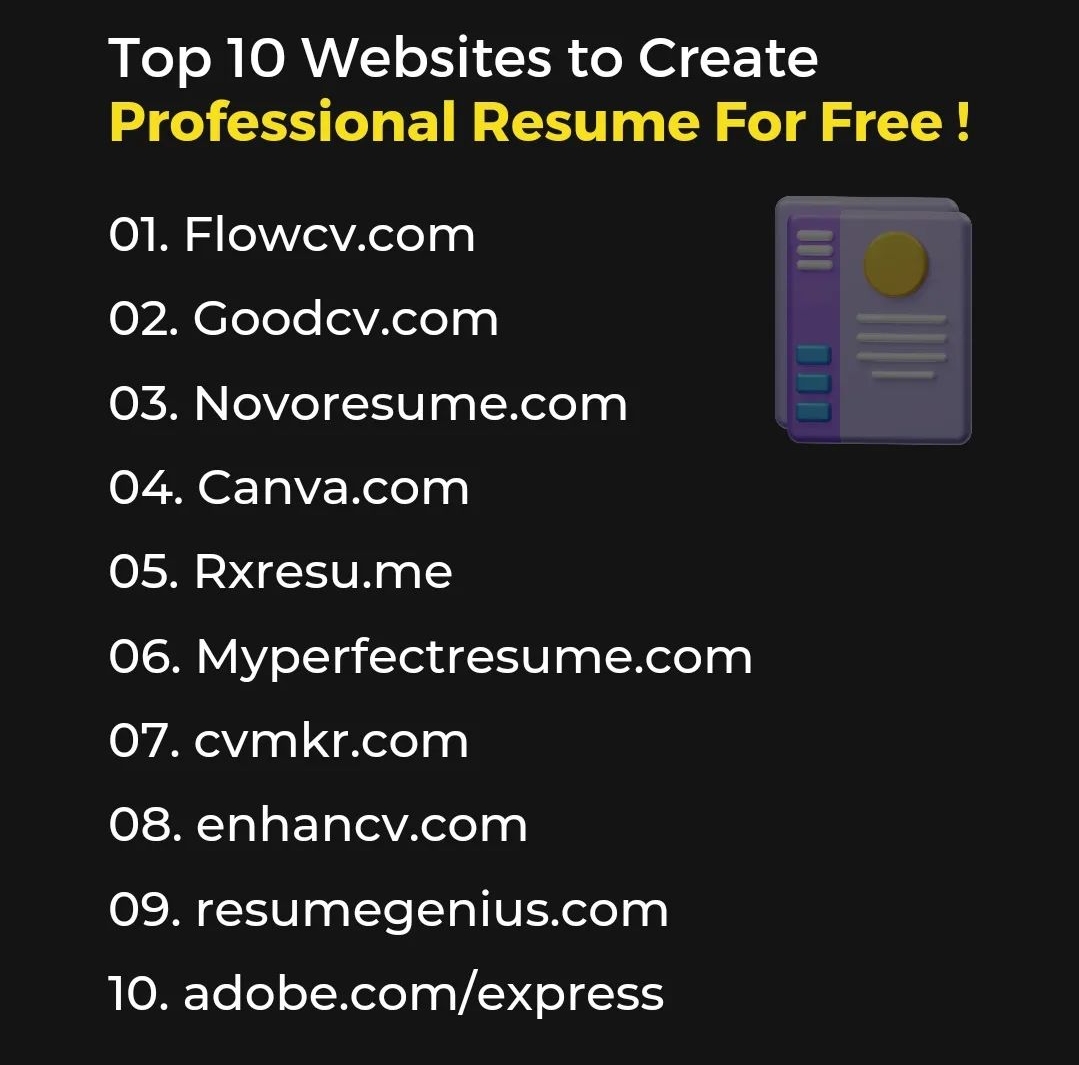 Top 10 Websites to Create
Professional Resume For Free !
01. Flowcv.com
02. Goodcv.com
03. Novoresume.com
04. Canva.com
05. Rxresu.me
06. Myperfectresume.com
07. cvmkr.com
08. enhancv.com
09. resumegenius.com
10. adobe.com/express